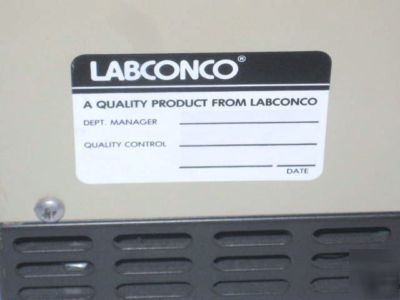 LABCONCO®
A QUALITY PRODUCT FROM LABCONCO
DEPT. MANAGER
QUALITY CONTROL
DATE